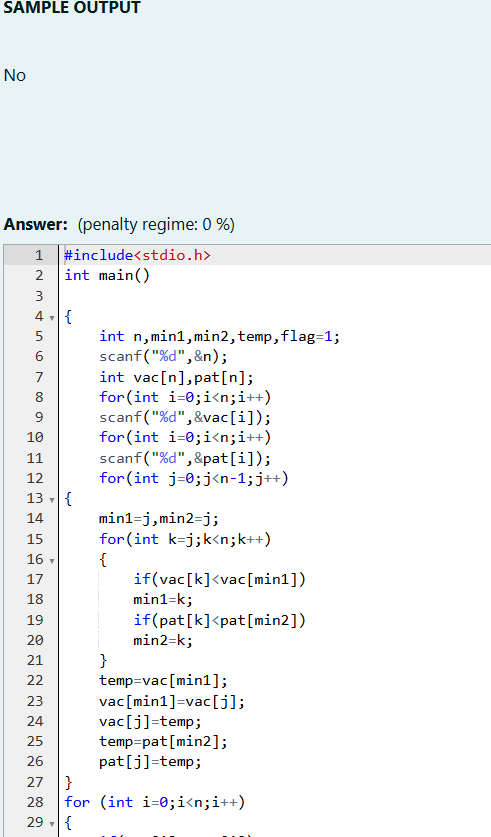 SAMPLE OUTPUT
No
Answer: (penalty regime: 0 %)
1 #include<stdio.h>
2 int main()
3
4 {
5 int n,min1,min2,temp,flag=1;
6 scanf("%d",&n);
7 int vac[n],pat[n];
8 for(int i=0;i<n;i++)
9 scanf("%d",&vac[i]);
10 for(int i=0;i<n;i++)
11 scanf("%d",&pat[i]);
12 for(int j=0;j<n-1;j++)
13 {
14 min1=j,min2=j;
15 for(int k=j;k<n;k++)
16 {
17 if(vac[k]<vac[min1])
18 min1=k;
19 if(pat[k]<pat[min2])
20 min2=k;
21 }
22 temp=vac[min1];
23 vac[min1]=vac[j];
24 vac[j]=temp;
25 temp=pat[min2];
26 pat[j]=temp;
27 }
28 for (int i=0;i<n;i++)
29 {